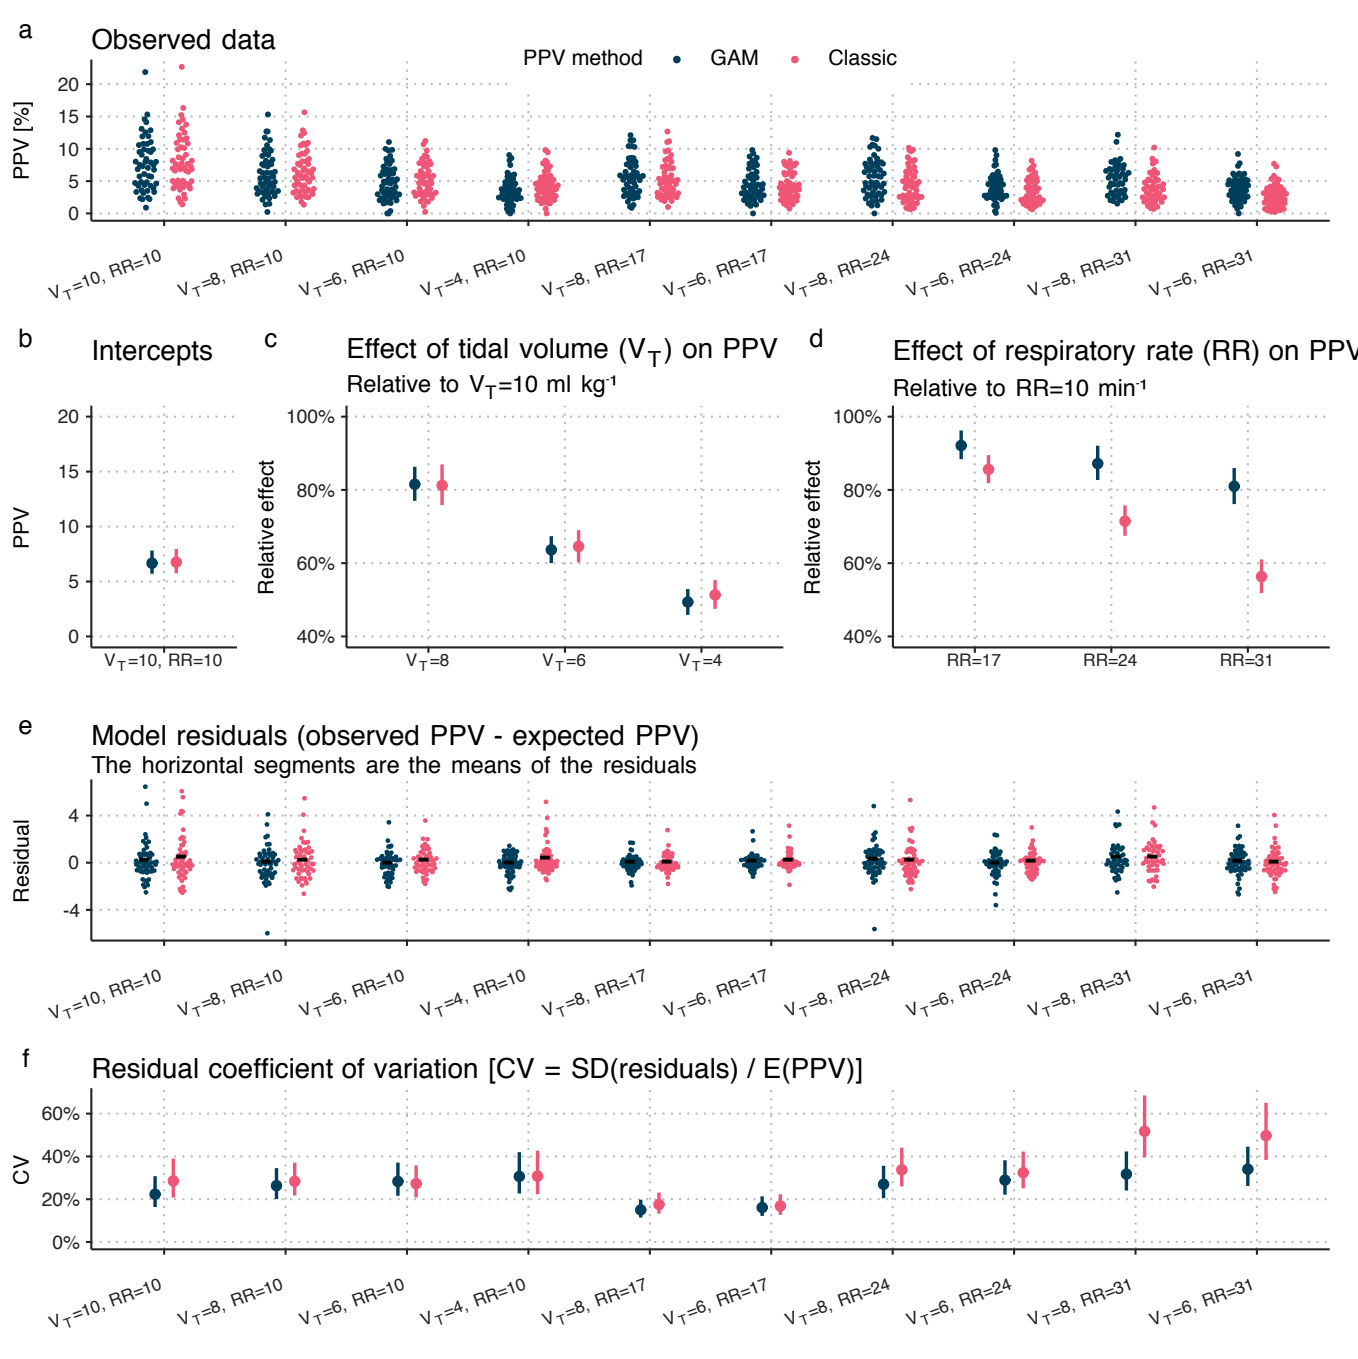 a
Observed data
PPV method GAM Classic
PPV [%]
20
15
10
5
0
VT=10, RR=10
VT=8, RR=10
VT=6, RR=10
VT=4, RR=10
VT=8, RR=17
VT=6, RR=17
VT=8, RR=24
VT=6, RR=24
VT=8, RR=31
VT=6, RR=31
b
Intercepts
PPV
20
15
10
5
0
VT=10, RR=10
c
Effect of tidal volume (VT) on PPV
Relative to VT=10 ml kg⁻¹
Relative effect
100%
80%
60%
40%
VT=8
VT=6
VT=4
d
Effect of respiratory rate (RR) on PPV
Relative to RR=10 min⁻¹
Relative effect
100%
80%
60%
40%
RR=17
RR=24
RR=31
e
Model residuals (observed PPV - expected PPV)
The horizontal segments are the means of the residuals
Residual
4
0
-4
VT=10, RR=10
VT=8, RR=10
VT=6, RR=10
VT=4, RR=10
VT=8, RR=17
VT=6, RR=17
VT=8, RR=24
VT=6, RR=24
VT=8, RR=31
VT=6, RR=31
f
Residual coefficient of variation [CV = SD(residuals) / E(PPV)]
CV
60%
40%
20%
0%
VT=10, RR=10
VT=8, RR=10
VT=6, RR=10
VT=4, RR=10
VT=8, RR=17
VT=6, RR=17
VT=8, RR=24
VT=6, RR=24
VT=8, RR=31
VT=6, RR=31